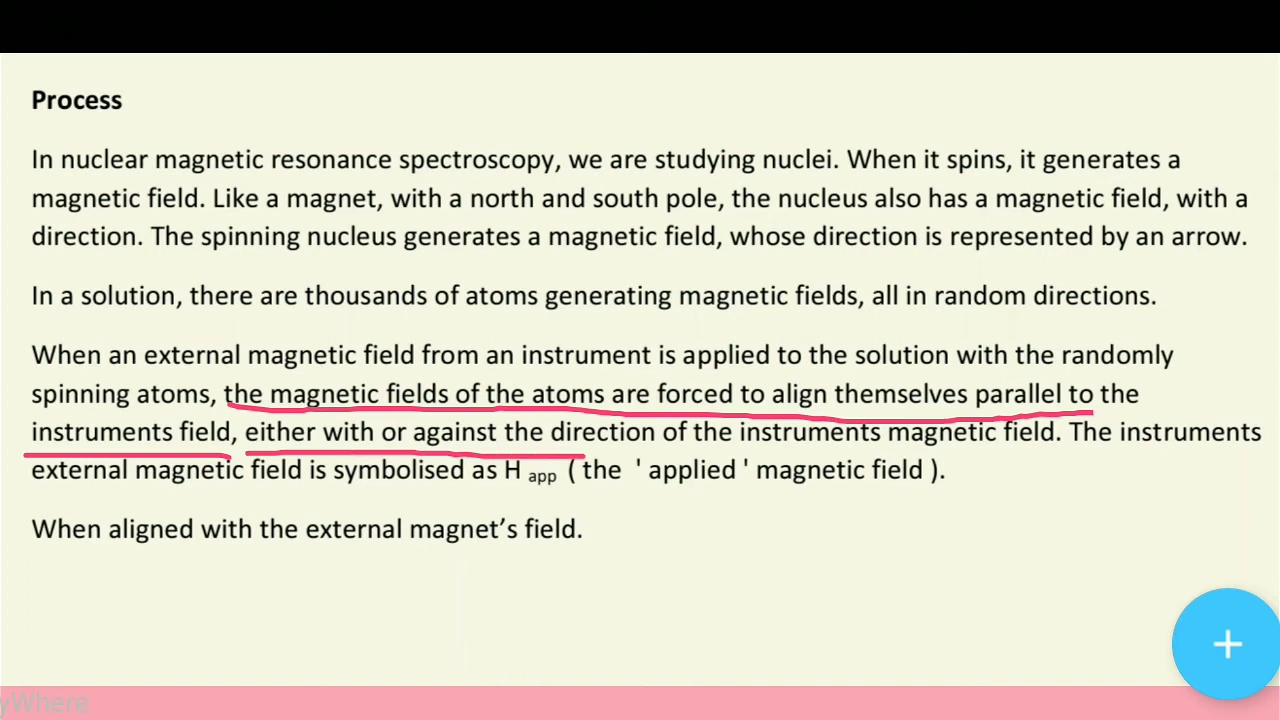 Process
In nuclear magnetic resonance spectroscopy, we are studying nuclei. When it spins, it generates a
magnetic field. Like a magnet, with a north and south pole, the nucleus also has a magnetic field, with a
direction. The spinning nucleus generates a magnetic field, whose direction is represented by an arrow.
In a solution, there are thousands of atoms generating magnetic fields, all in random directions.
When an external magnetic field from an instrument is applied to the solution with the randomly
spinning atoms, the magnetic fields of the atoms are forced to align themselves parallel to the
instruments field, either with or against the direction of the instruments magnetic field. The instruments
external magnetic field is symbolised as H app ( the ' applied ' magnetic field ).
When aligned with the external magnet’s field.
yWhere